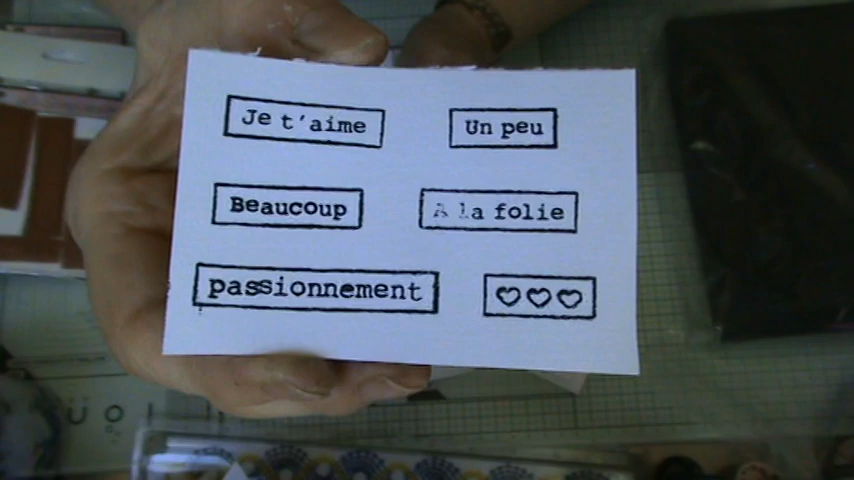 Je t'aime
Un peu
Beaucoup
A la folie
passionnement
♡♡♡